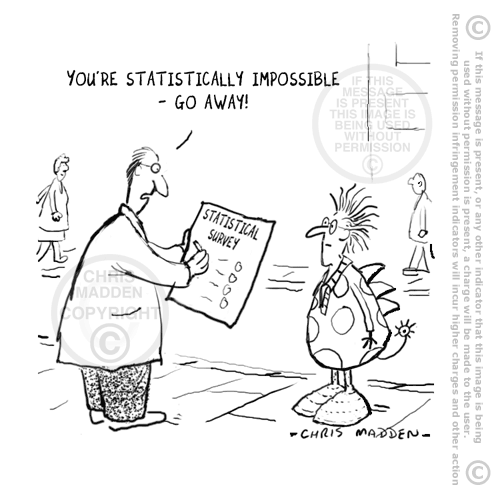 YOU'RE STATISTICALLY IMPOSSIBLE
- GO AWAY!
IF THIS
MESSAGE
IS PRESENT
THIS IMAGE IS
BEING USED
WITHOUT
PERMISSION
©
STATISTICAL
SURVEY
CHRIS
MADDEN
COPYRIGHT
©
- CHRIS MADDEN -
©
If this message is present, or any other indicator that this image is being
used without permission is present, a charge will be made to the user.
Removing permission infringement indicators will incur higher charges and other action
©